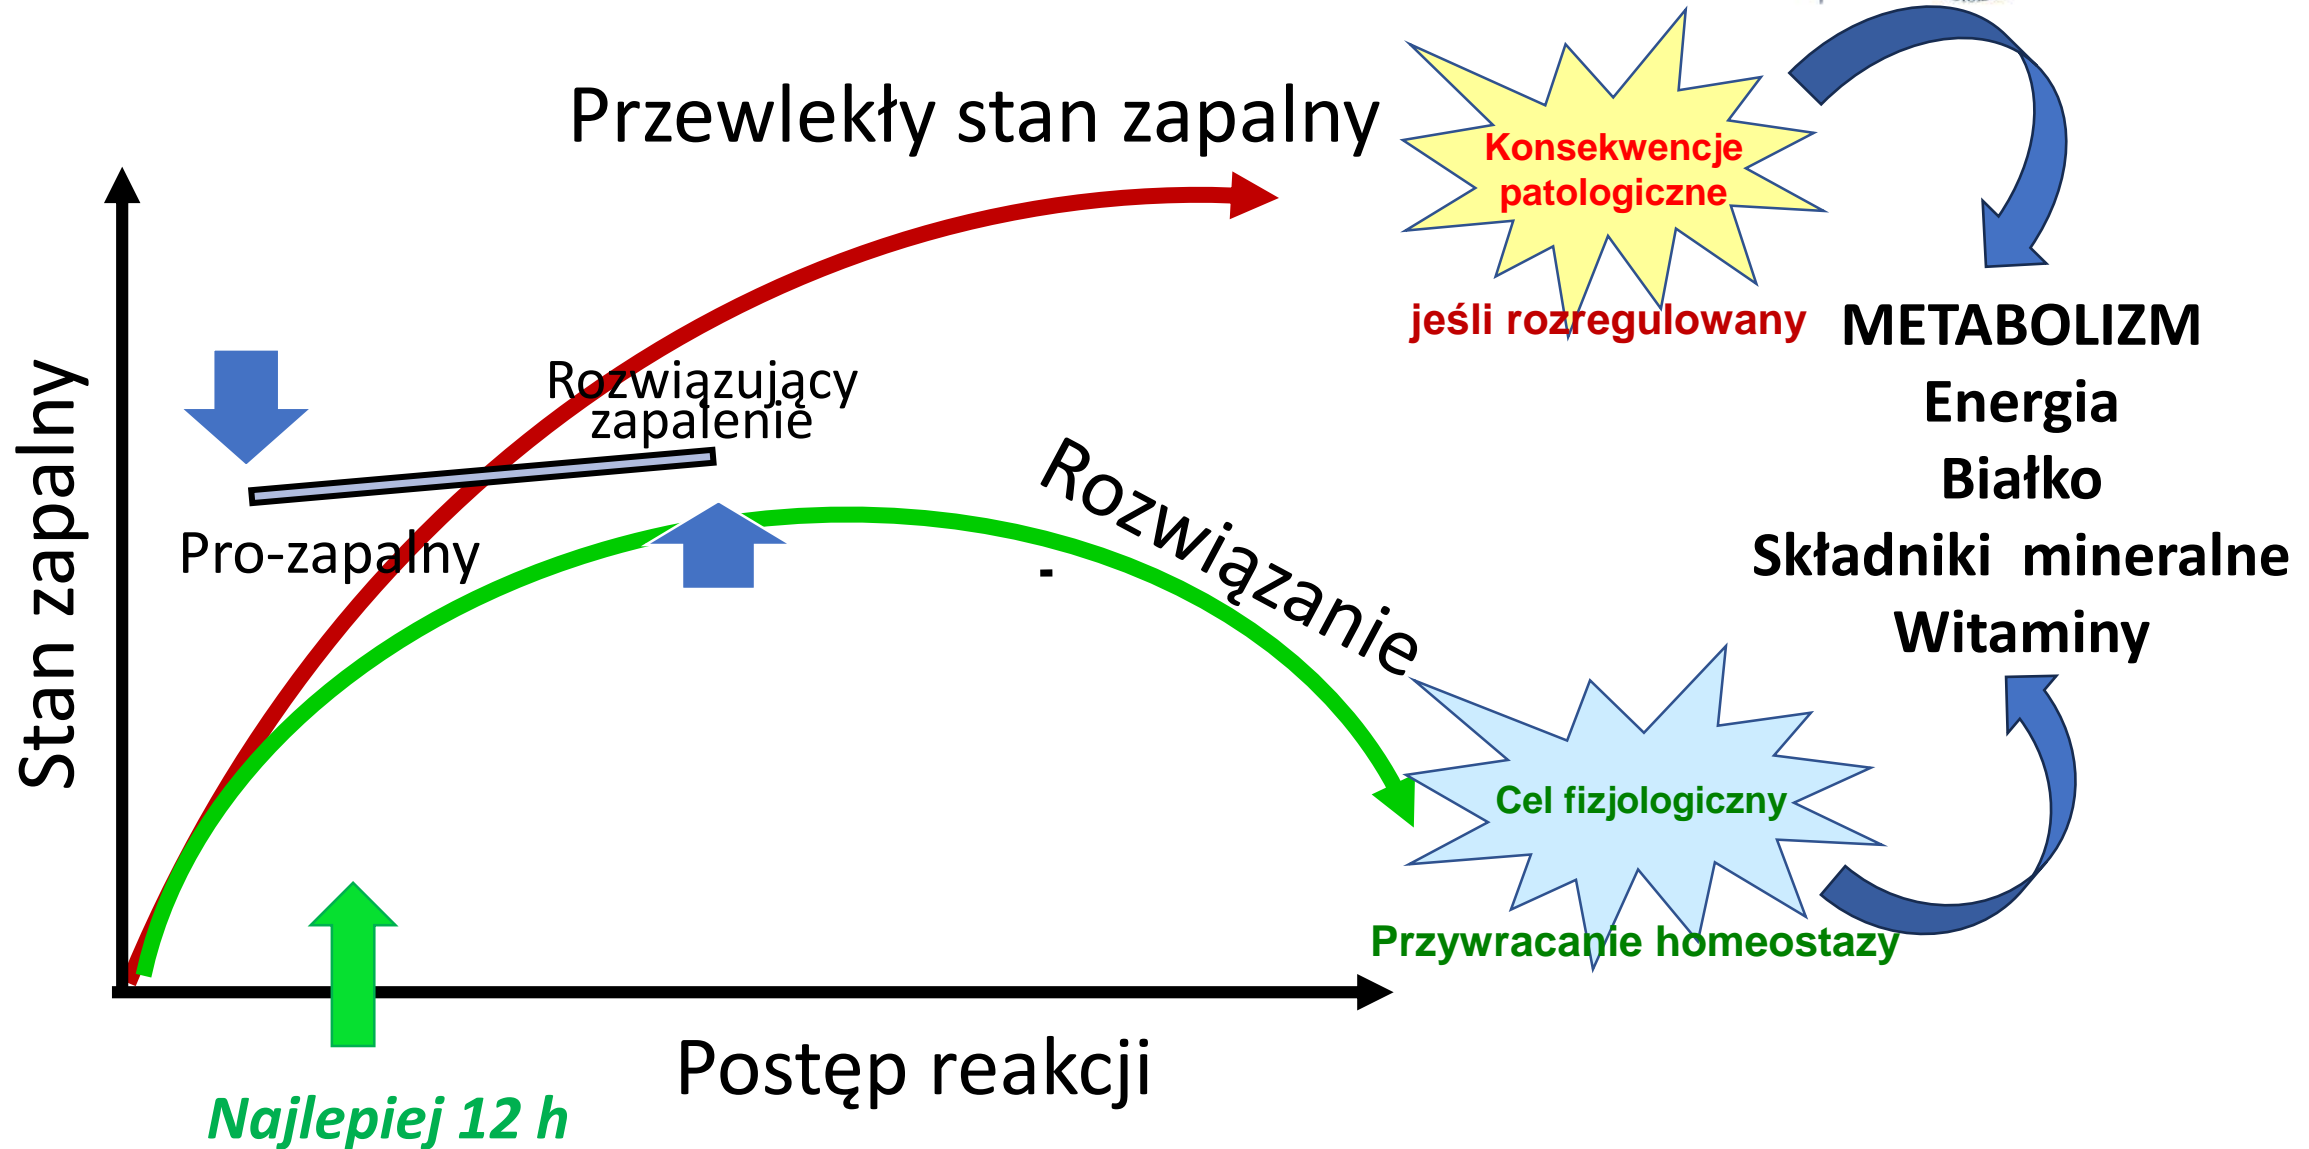 Przewlekły stan zapalny
Konsekwencje
patologiczne
jeśli rozregulowany
METABOLIZM
Energia
Białko
Składniki mineralne
Witaminy
Stan zapalny
Rozwiązujący
zapalenie
Pro-zapalny
Rozwiązanie
-
Cel fizjologiczny
Przywracanie homeostazy
Postęp reakcji
Najlepiej 12 h